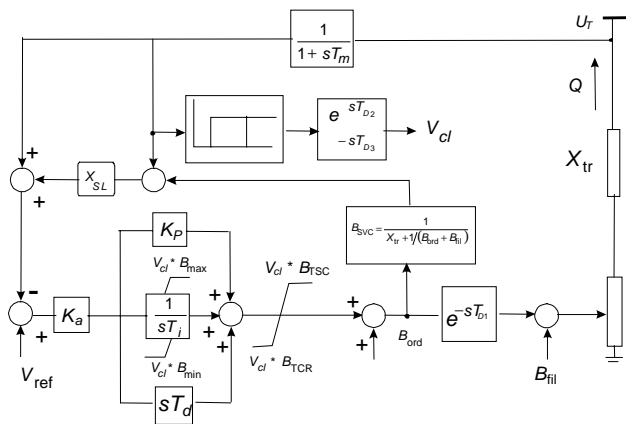 U_T
1
1 + sT_m
Q
e sT_D2
- sT_D3
V_cl
X_tr
+
X_SL
+
B_SVC = 1
X_tr + 1/(B_ord + B_fil)
K_P
V_cl * B_max
V_cl * B_TSC
-
+
K_a
1
sT_i
+
+
+
+
+
e^-sT_D1
B_ord
V_ref
V_cl * B_min
V_cl * B_TCR
B_fil
sT_d